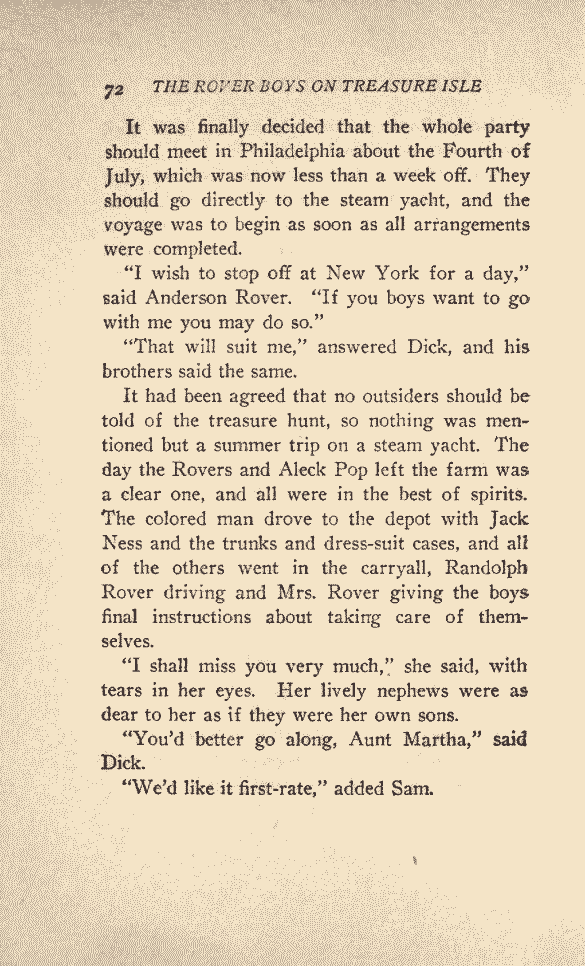 72 THE ROVER BOYS ON TREASURE ISLE
It was finally decided that the whole party
should meet in Philadelphia about the Fourth of
July, which was now less than a week off. They
should go directly to the steam yacht, and the
voyage was to begin as soon as all arrangements
were completed.
“I wish to stop off at New York for a day,”
said Anderson Rover. “If you boys want to go
with me you may do so.”
“That will suit me,” answered Dick, and his
brothers said the same.
It had been agreed that no outsiders should be
told of the treasure hunt, so nothing was men-
tioned but a summer trip on a steam yacht. The
day the Rovers and Aleck Pop left the farm was
a clear one, and all were in the best of spirits.
The colored man drove to the depot with Jack
Ness and the trunks and dress-suit cases, and all
of the others went in the carryall, Randolph
Rover driving and Mrs. Rover giving the boys
final instructions about taking care of them-
selves.
“I shall miss you very much,” she said, with
tears in her eyes. Her lively nephews were as
dear to her as if they were her own sons.
“You’d better go along, Aunt Martha,” said
Dick.
“We’d like it first-rate,” added Sam.